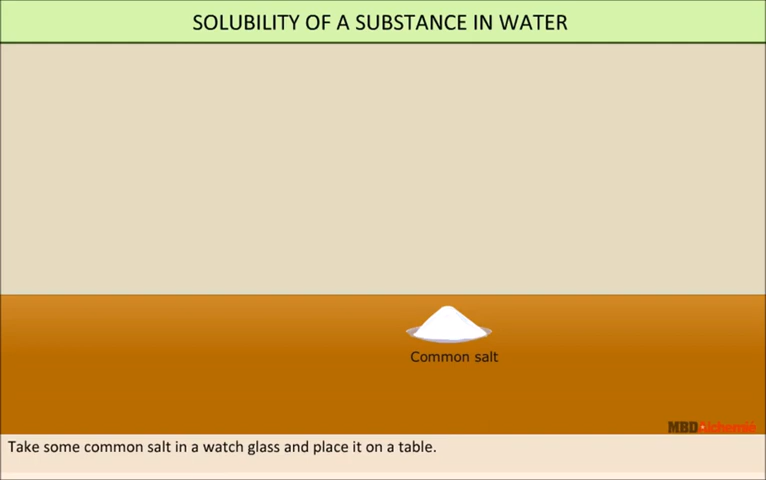 SOLUBILITY OF A SUBSTANCE IN WATER
Common salt
MBDAlchemié
Take some common salt in a watch glass and place it on a table.